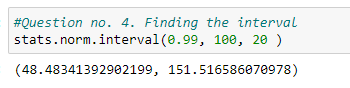 #Question no. 4. Finding the interval
stats.norm.interval(0.99, 100, 20 )
(48.48341392902199, 151.516586070978)